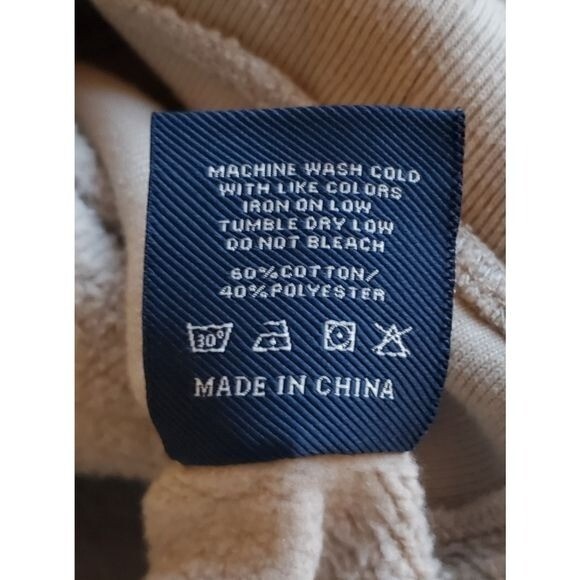 MACHINE WASH COLD
WITH LIKE COLORS
IRON ON LOW
TUMBLE DRY LOW
DO NOT BLEACH
60%COTTON/
40%POLYESTER
30°
MADE IN CHINA